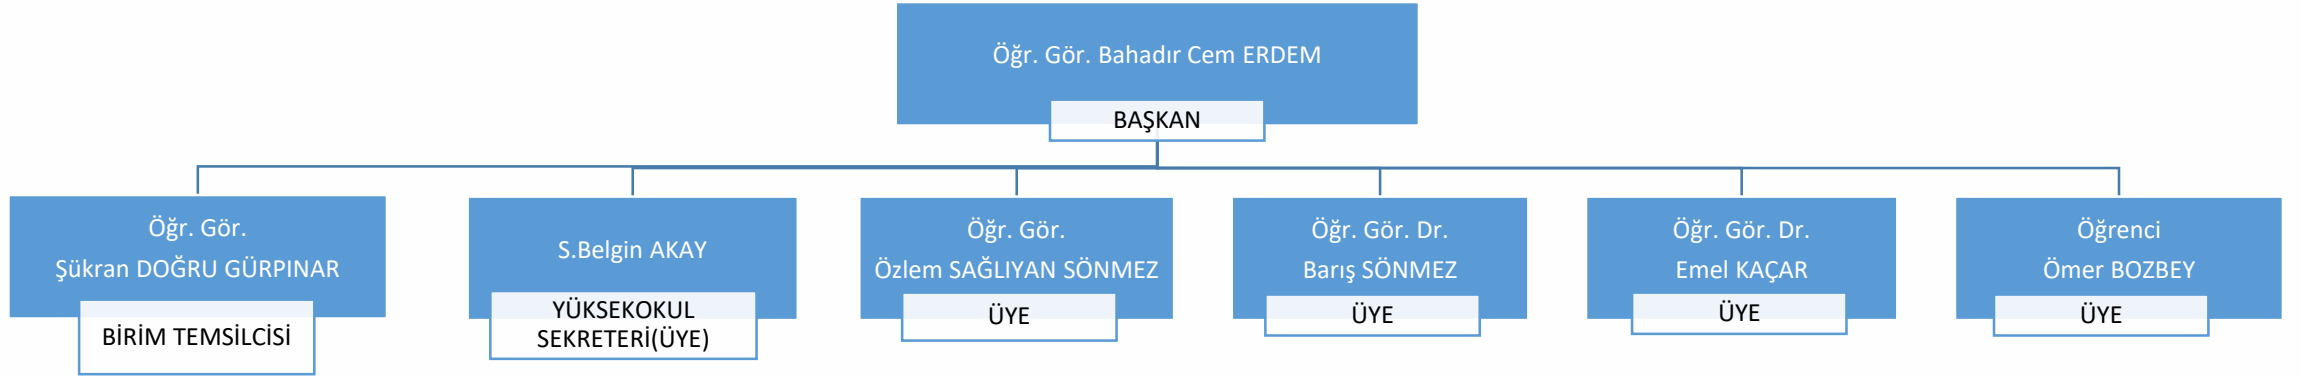 Öğr. Gör. Bahadır Cem ERDEM
BAŞKAN
Öğr. Gör.
Şükran DOĞRU GÜRPINAR
BİRİM TEMSİLCİSİ
S.Belgin AKAY
YÜKSEKOKUL
SEKRETERİ(ÜYE)
Öğr. Gör.
Özlem SAĞLIYAN SÖNMEZ
ÜYE
Öğr. Gör. Dr.
Barış SÖNMEZ
ÜYE
Öğr. Gör. Dr.
Emel KAÇAR
ÜYE
Öğrenci
Ömer BOZBEY
ÜYE